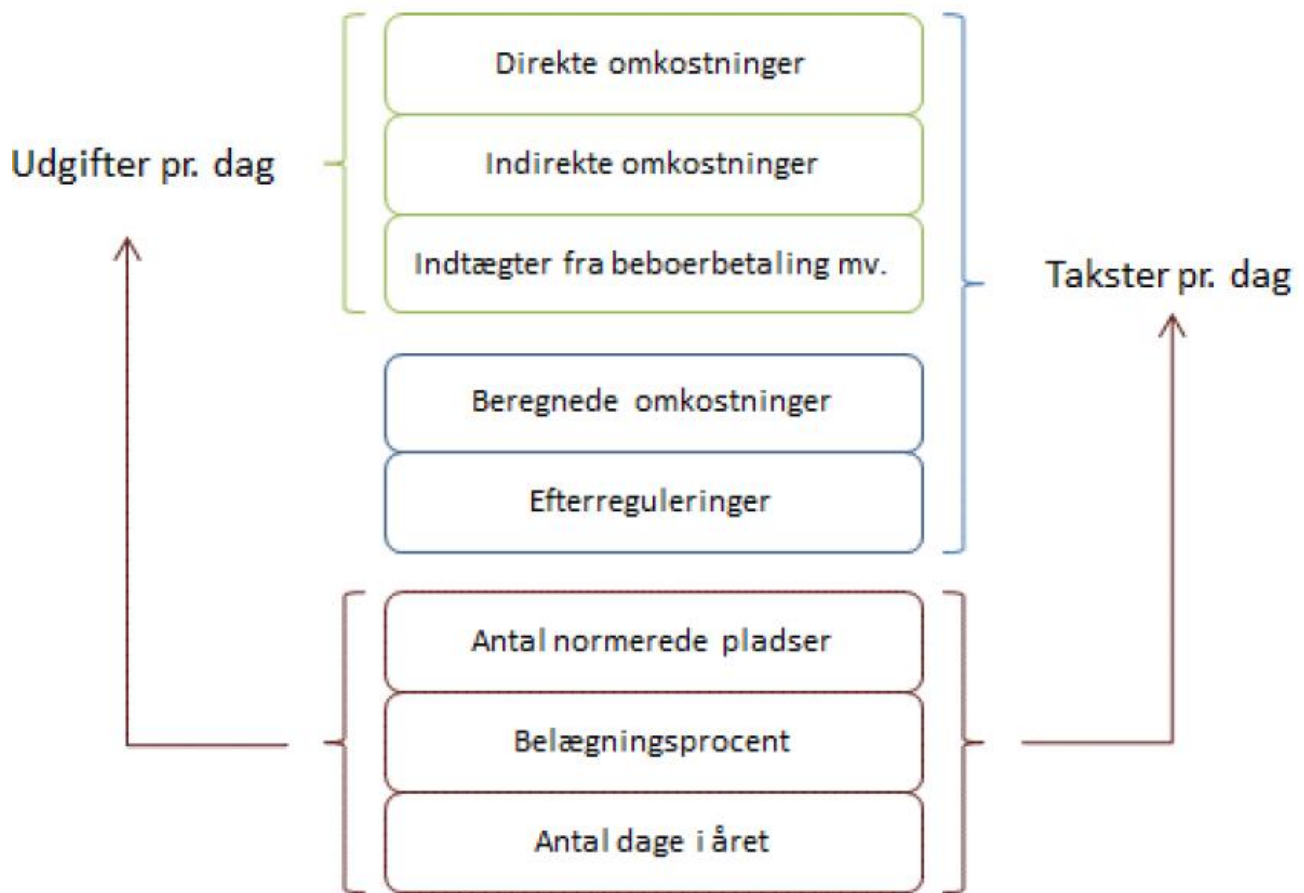 Direkte omkostninger
Indirekte omkostninger
Udgifter pr. dag
Indtægter fra beboerbetaling mv.
Takster pr. dag
Beregnede omkostninger
Efterreguleringer
Antal normerede pladser
Belægningsprocent
Antal dage i året